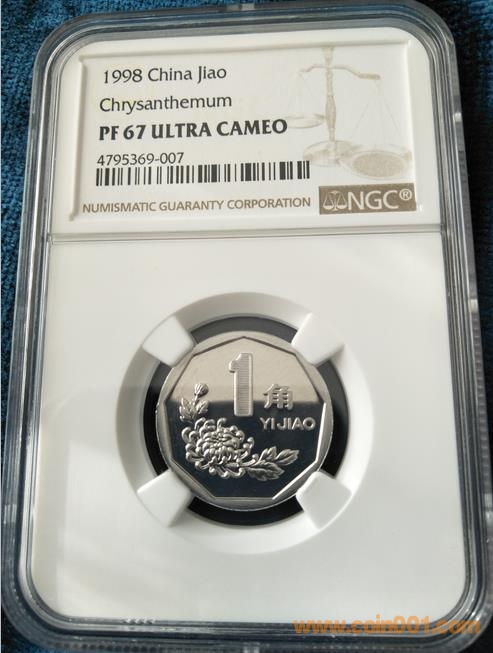 1998 China Jiao
Chrysanthemum
PF 67 ULTRA CAMEO
4795369-007
NUMISMATIC GUARANTY CORPORATION
NGC®
1角
YI JIAO
www.coin001.com